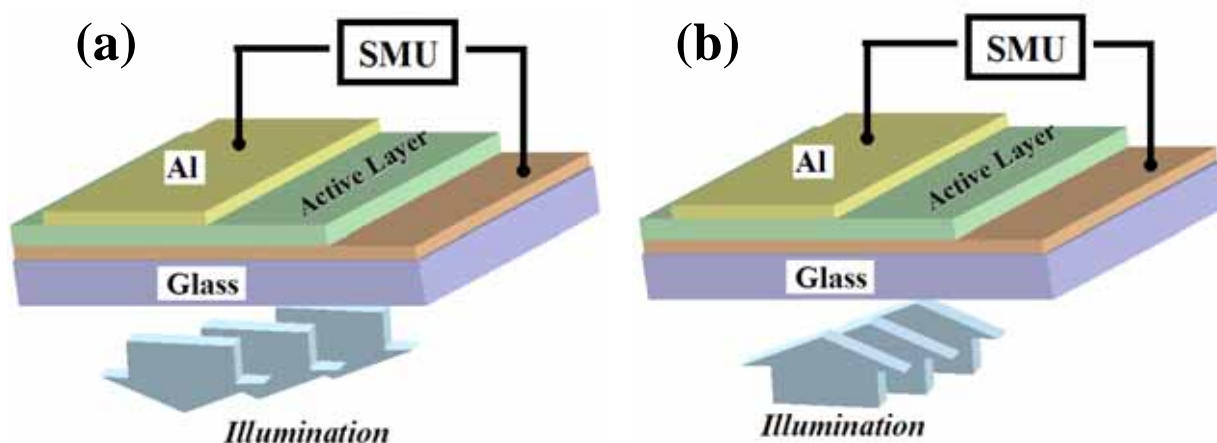 (a)
SMU
Al
Active Layer
Glass
Illumination
(b)
SMU
Al
Active Layer
Glass
Illumination